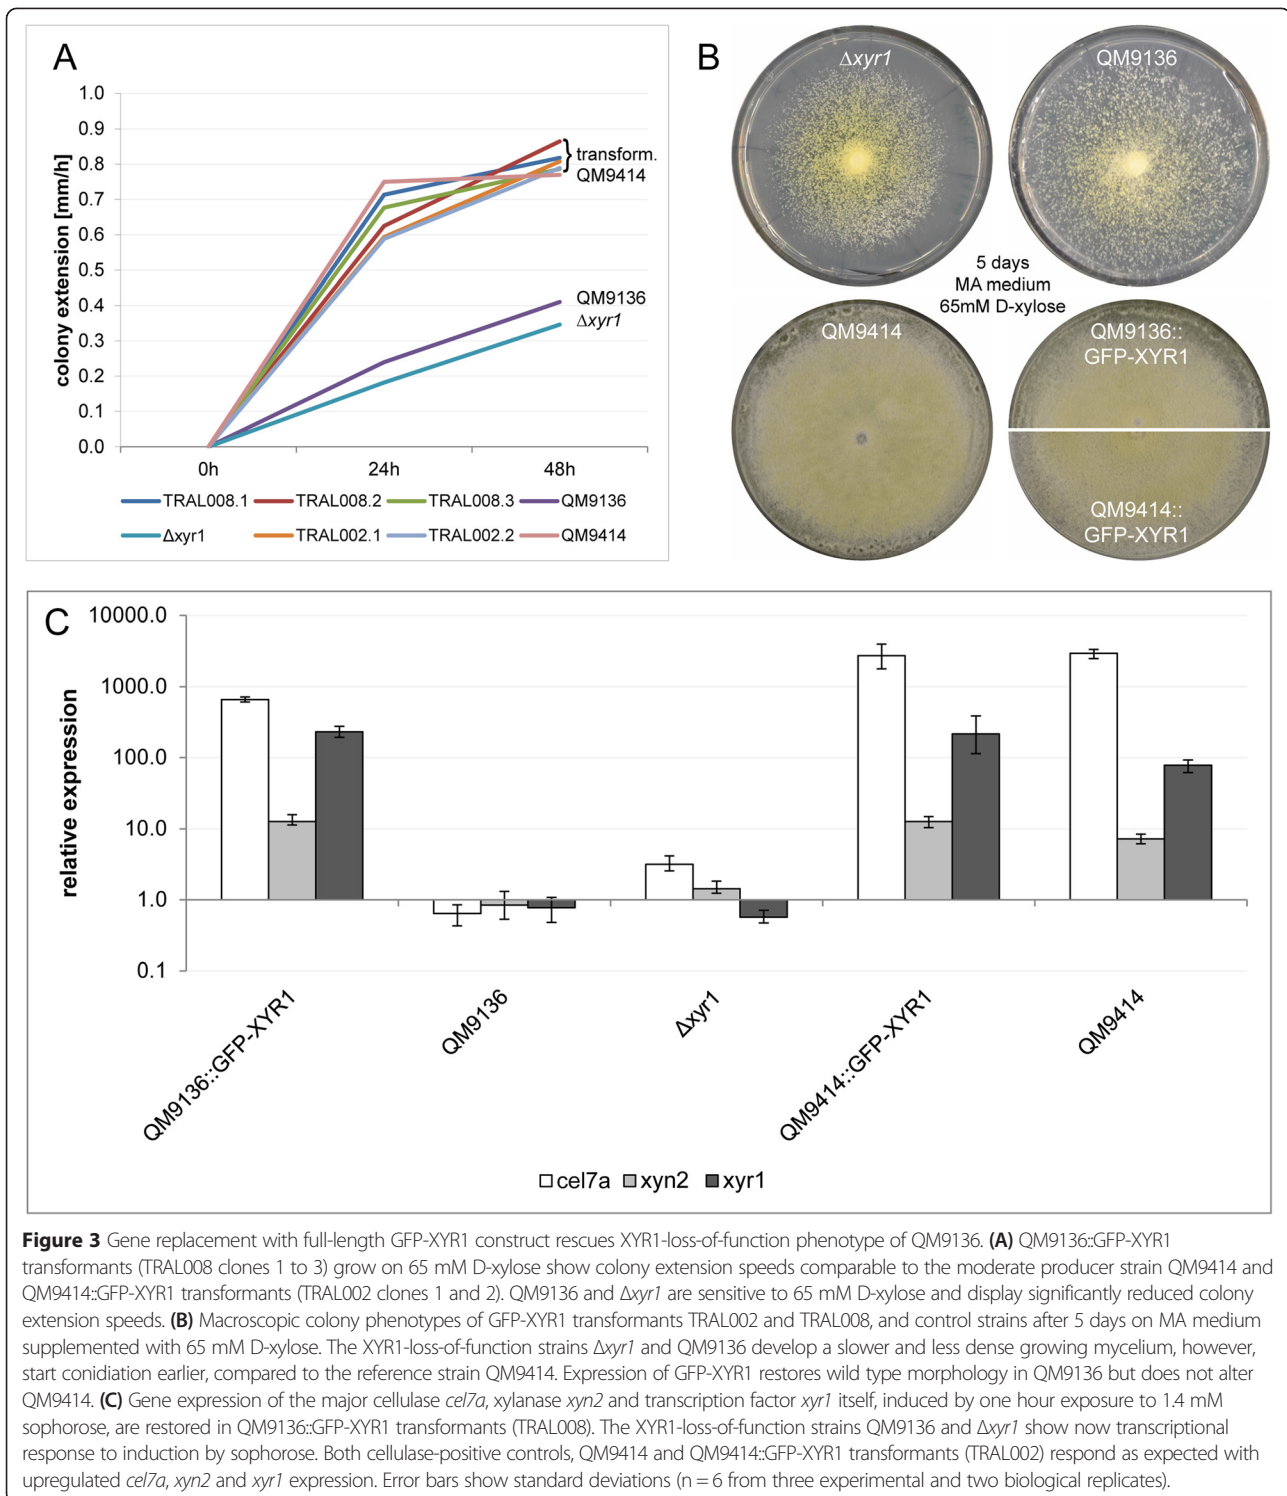 A
colony extension [mm/h]
1.0
0.9
0.8
0.7
0.6
0.5
0.4
0.3
0.2
0.1
0.0
0h
24h
48h
transform.
QM9414
QM9136
Δxyr1
TRAL008.1
TRAL008.2
TRAL008.3
QM9136
Δxyr1
TRAL002.1
TRAL002.2
QM9414
B
Δxyr1
QM9136
5 days
MA medium
65mM D-xylose
QM9414
QM9136::
GFP-XYR1
QM9414::
GFP-XYR1
C
relative expression
10000.0
1000.0
100.0
10.0
1.0
0.1
QM9136::GFP-XYR1
QM9136
Δxyr1
QM9414::GFP-XYR1
QM9414
cel7a
xyn2
xyr1
Figure 3 Gene replacement with full-length GFP-XYR1 construct rescues XYR1-loss-of-function phenotype of QM9136. (A) QM9136::GFP-XYR1
transformants (TRAL008 clones 1 to 3) grow on 65 mM D-xylose show colony extension speeds comparable to the moderate producer strain QM9414 and
QM9414::GFP-XYR1 transformants (TRAL002 clones 1 and 2). QM9136 and Δxyr1 are sensitive to 65 mM D-xylose and display significantly reduced colony
extension speeds. (B) Macroscopic colony phenotypes of GFP-XYR1 transformants TRAL002 and TRAL008, and control strains after 5 days on MA medium
supplemented with 65 mM D-xylose. The XYR1-loss-of-function strains Δxyr1 and QM9136 develop a slower and less dense growing mycelium, however,
start conidiation earlier, compared to the reference strain QM9414. Expression of GFP-XYR1 restores wild type morphology in QM9136 but does not alter
QM9414. (C) Gene expression of the major cellulase cel7a, xylanase xyn2 and transcription factor xyr1 itself, induced by one hour exposure to 1.4 mM
sophorose, are restored in QM9136::GFP-XYR1 transformants (TRAL008). The XYR1-loss-of-function strains QM9136 and Δxyr1 show now transcriptional
response to induction by sophorose. Both cellulase-positive controls, QM9414 and QM9414::GFP-XYR1 transformants (TRAL002) respond as expected with
upregulated cel7a, xyn2 and xyr1 expression. Error bars show standard deviations (n = 6 from three experimental and two biological replicates).